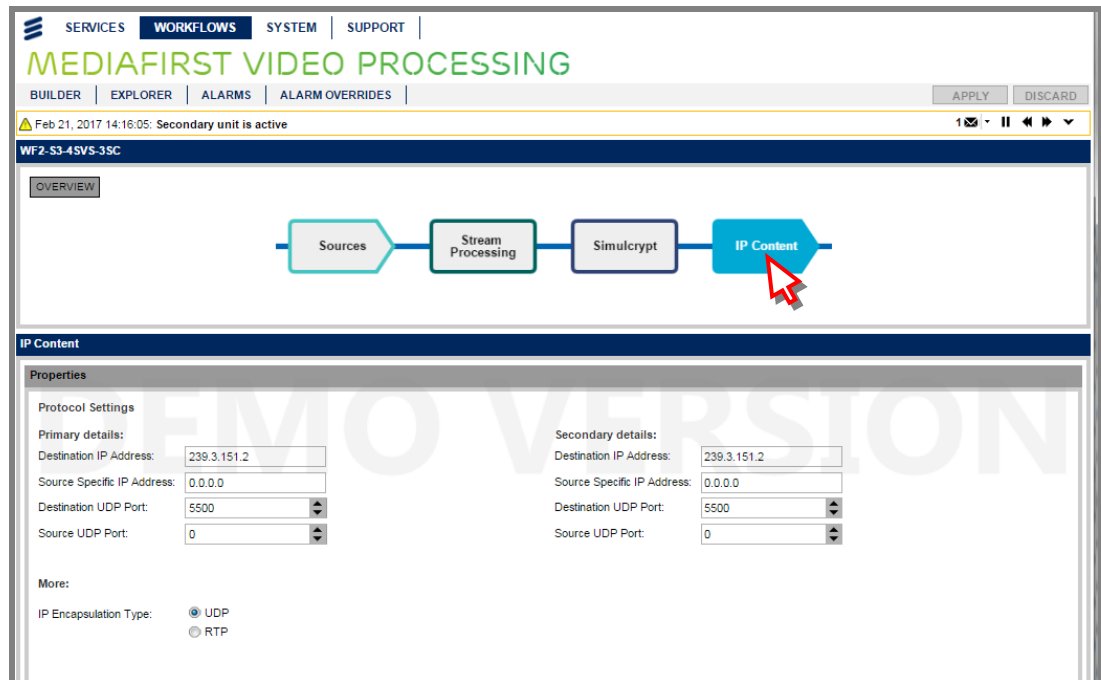 SERVICES WORKFLOWS SYSTEM SUPPORT
MEDIAFIRST VIDEO PROCESSING
BUILDER EXPLORER ALARMS ALARM OVERRIDES APPLY DISCARD
Feb 21, 2017 14:16:05: Secondary unit is active 1
WF2-S3-4SVS-3SC
OVERVIEW
Sources
Stream
Processing
Simulcrypt
IP Content
IP Content
Properties
DEMO VERSION
Protocol Settings
Primary details: Secondary details:
Destination IP Address: 239.3.151.2 Destination IP Address: 239.3.151.2
Source Specific IP Address: 0.0.0.0 Source Specific IP Address: 0.0.0.0
Destination UDP Port: 5500 Destination UDP Port: 5500
Source UDP Port: 0 Source UDP Port: 0
More:
IP Encapsulation Type: UDP
RTP